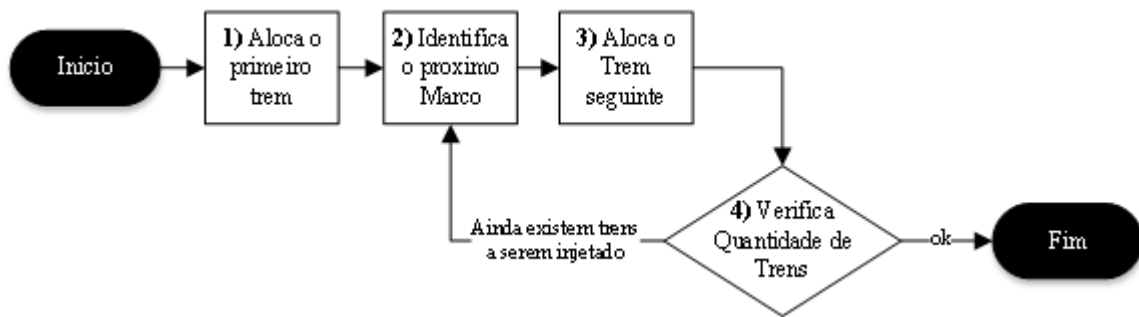 Inicio
1) Aloca o
primeiro
trem
2) Identifica
o proximo
Marco
3) Aloca o
Trem
seguinte
Ainda existem trens
a serem injetado
4) Verifica
Quantidade de
Trens
ok
Fim